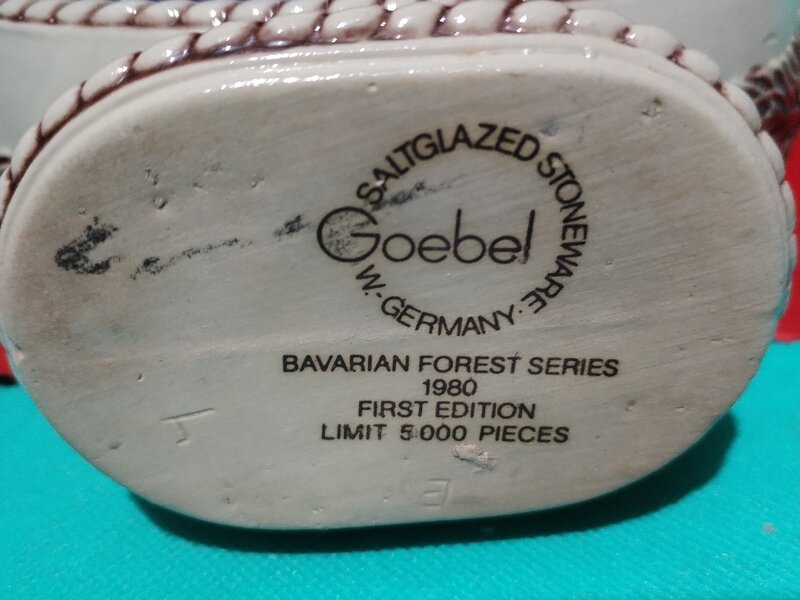 SALTGLAZED STONEWARE
Goebel
W. GERMANY.
BAVARIAN FOREST SERIES
1980
FIRST EDITION
LIMIT 5.000 PIECES